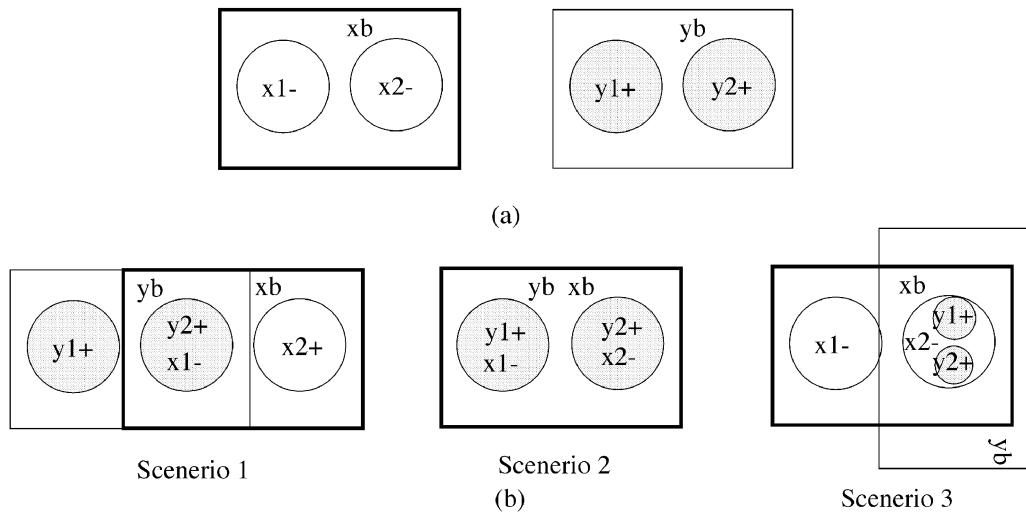 xb
x1-
x2-
yb
y1+
y2+
(a)
y1+
yb
y2+
x1-
xb
x2+
Scenerio 1
yb xb
y1+
x1-
y2+
x2-
Scenerio 2
(b)
xb
x1-
x2-
y1+
y2+
yb
Scenerio 3